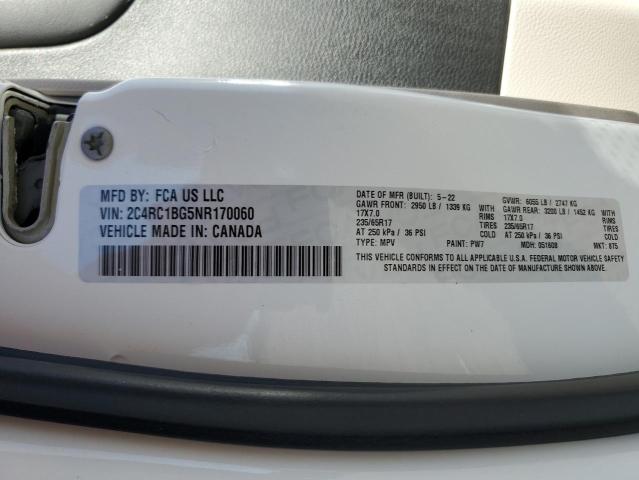 MFD BY: FCA US LLC
VIN: 2C4RC1BG5NR170060
VEHICLE MADE IN: CANADA
DATE OF MFR (BUILT): 5-22
GAWR FRONT: 2950 LB / 1339 KG WITH
17X7.0 RIMS
235/65R17 TIRES
AT 250 kPa / 36 PSI COLD
TYPE: MPV PAINT: PW7
GVWR: 6055 LB / 2747 KG
GAWR REAR: 3200 LB / 1452 KG WITH
17X7.0 RIMS
235/65R17 TIRES
AT 250 kPa / 36 PSI COLD
MDH: 051608 MKT: 875
THIS VEHICLE CONFORMS TO ALL APPLICABLE U.S.A. FEDERAL MOTOR VEHICLE SAFETY
STANDARDS IN EFFECT ON THE DATE OF MANUFACTURE SHOWN ABOVE.